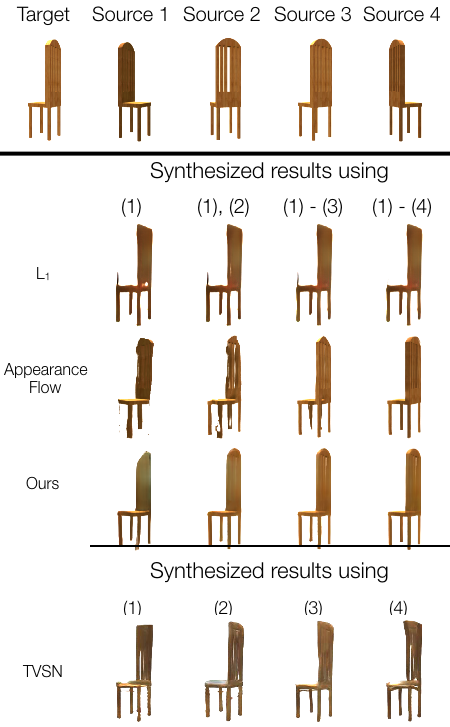 Target Source 1 Source 2 Source 3 Source 4
Synthesized results using
(1) (1), (2) (1) - (3) (1) - (4)
L₁
Appearance
Flow
Ours
Synthesized results using
(1) (2) (3) (4)
TVSN